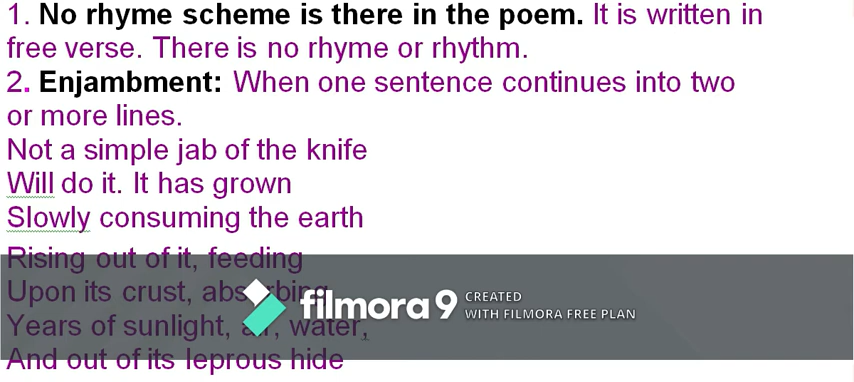 1. No rhyme scheme is there in the poem. It is written in
free verse. There is no rhyme or rhythm.
2. Enjambment: When one sentence continues into two
or more lines.
Not a simple jab of the knife
Will do it. It has grown
Slowly consuming the earth
Rising out of it, feeding
Upon its crust, absorbing
Years of sunlight, air, water,
And out of its leprous hide
filmora9 CREATED
WITH FILMORA FREE PLAN